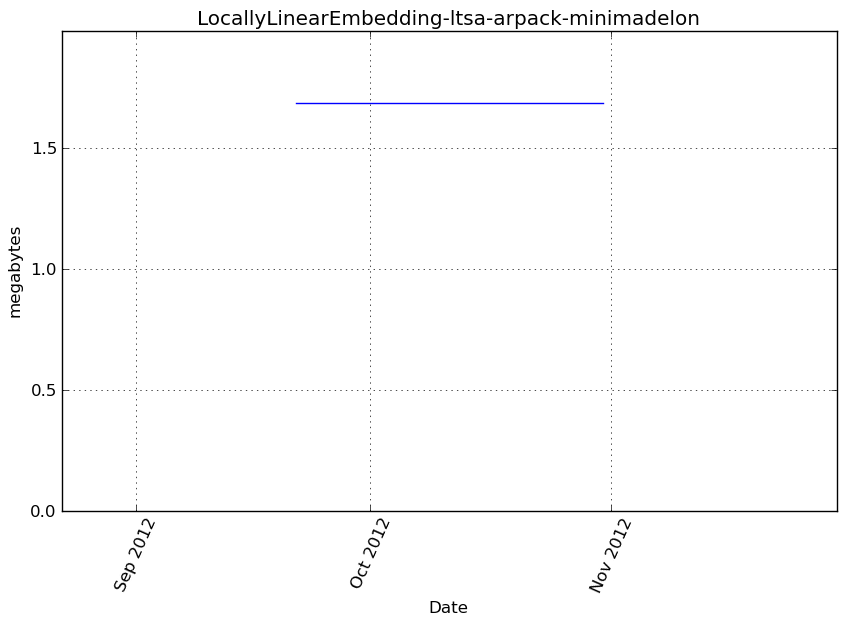 LocallyLinearEmbedding-ltsa-arpack-minimadelon
megabytes
1.5
1.0
0.5
0.0
Sep 2012
Oct 2012
Nov 2012
Date